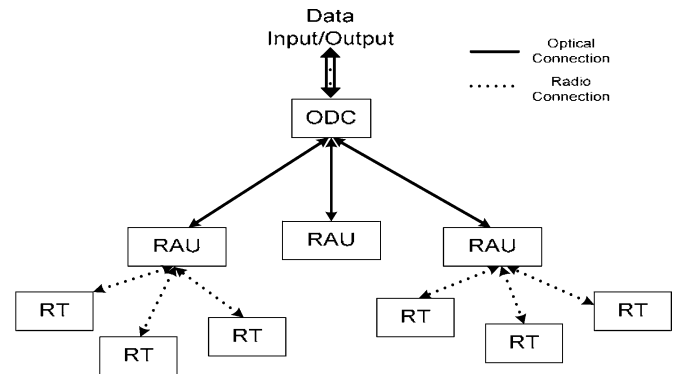 Data
Input/Output
Optical
Connection
Radio
Connection
ODC
RAU
RAU
RAU
RT
RT
RT
RT
RT
RT